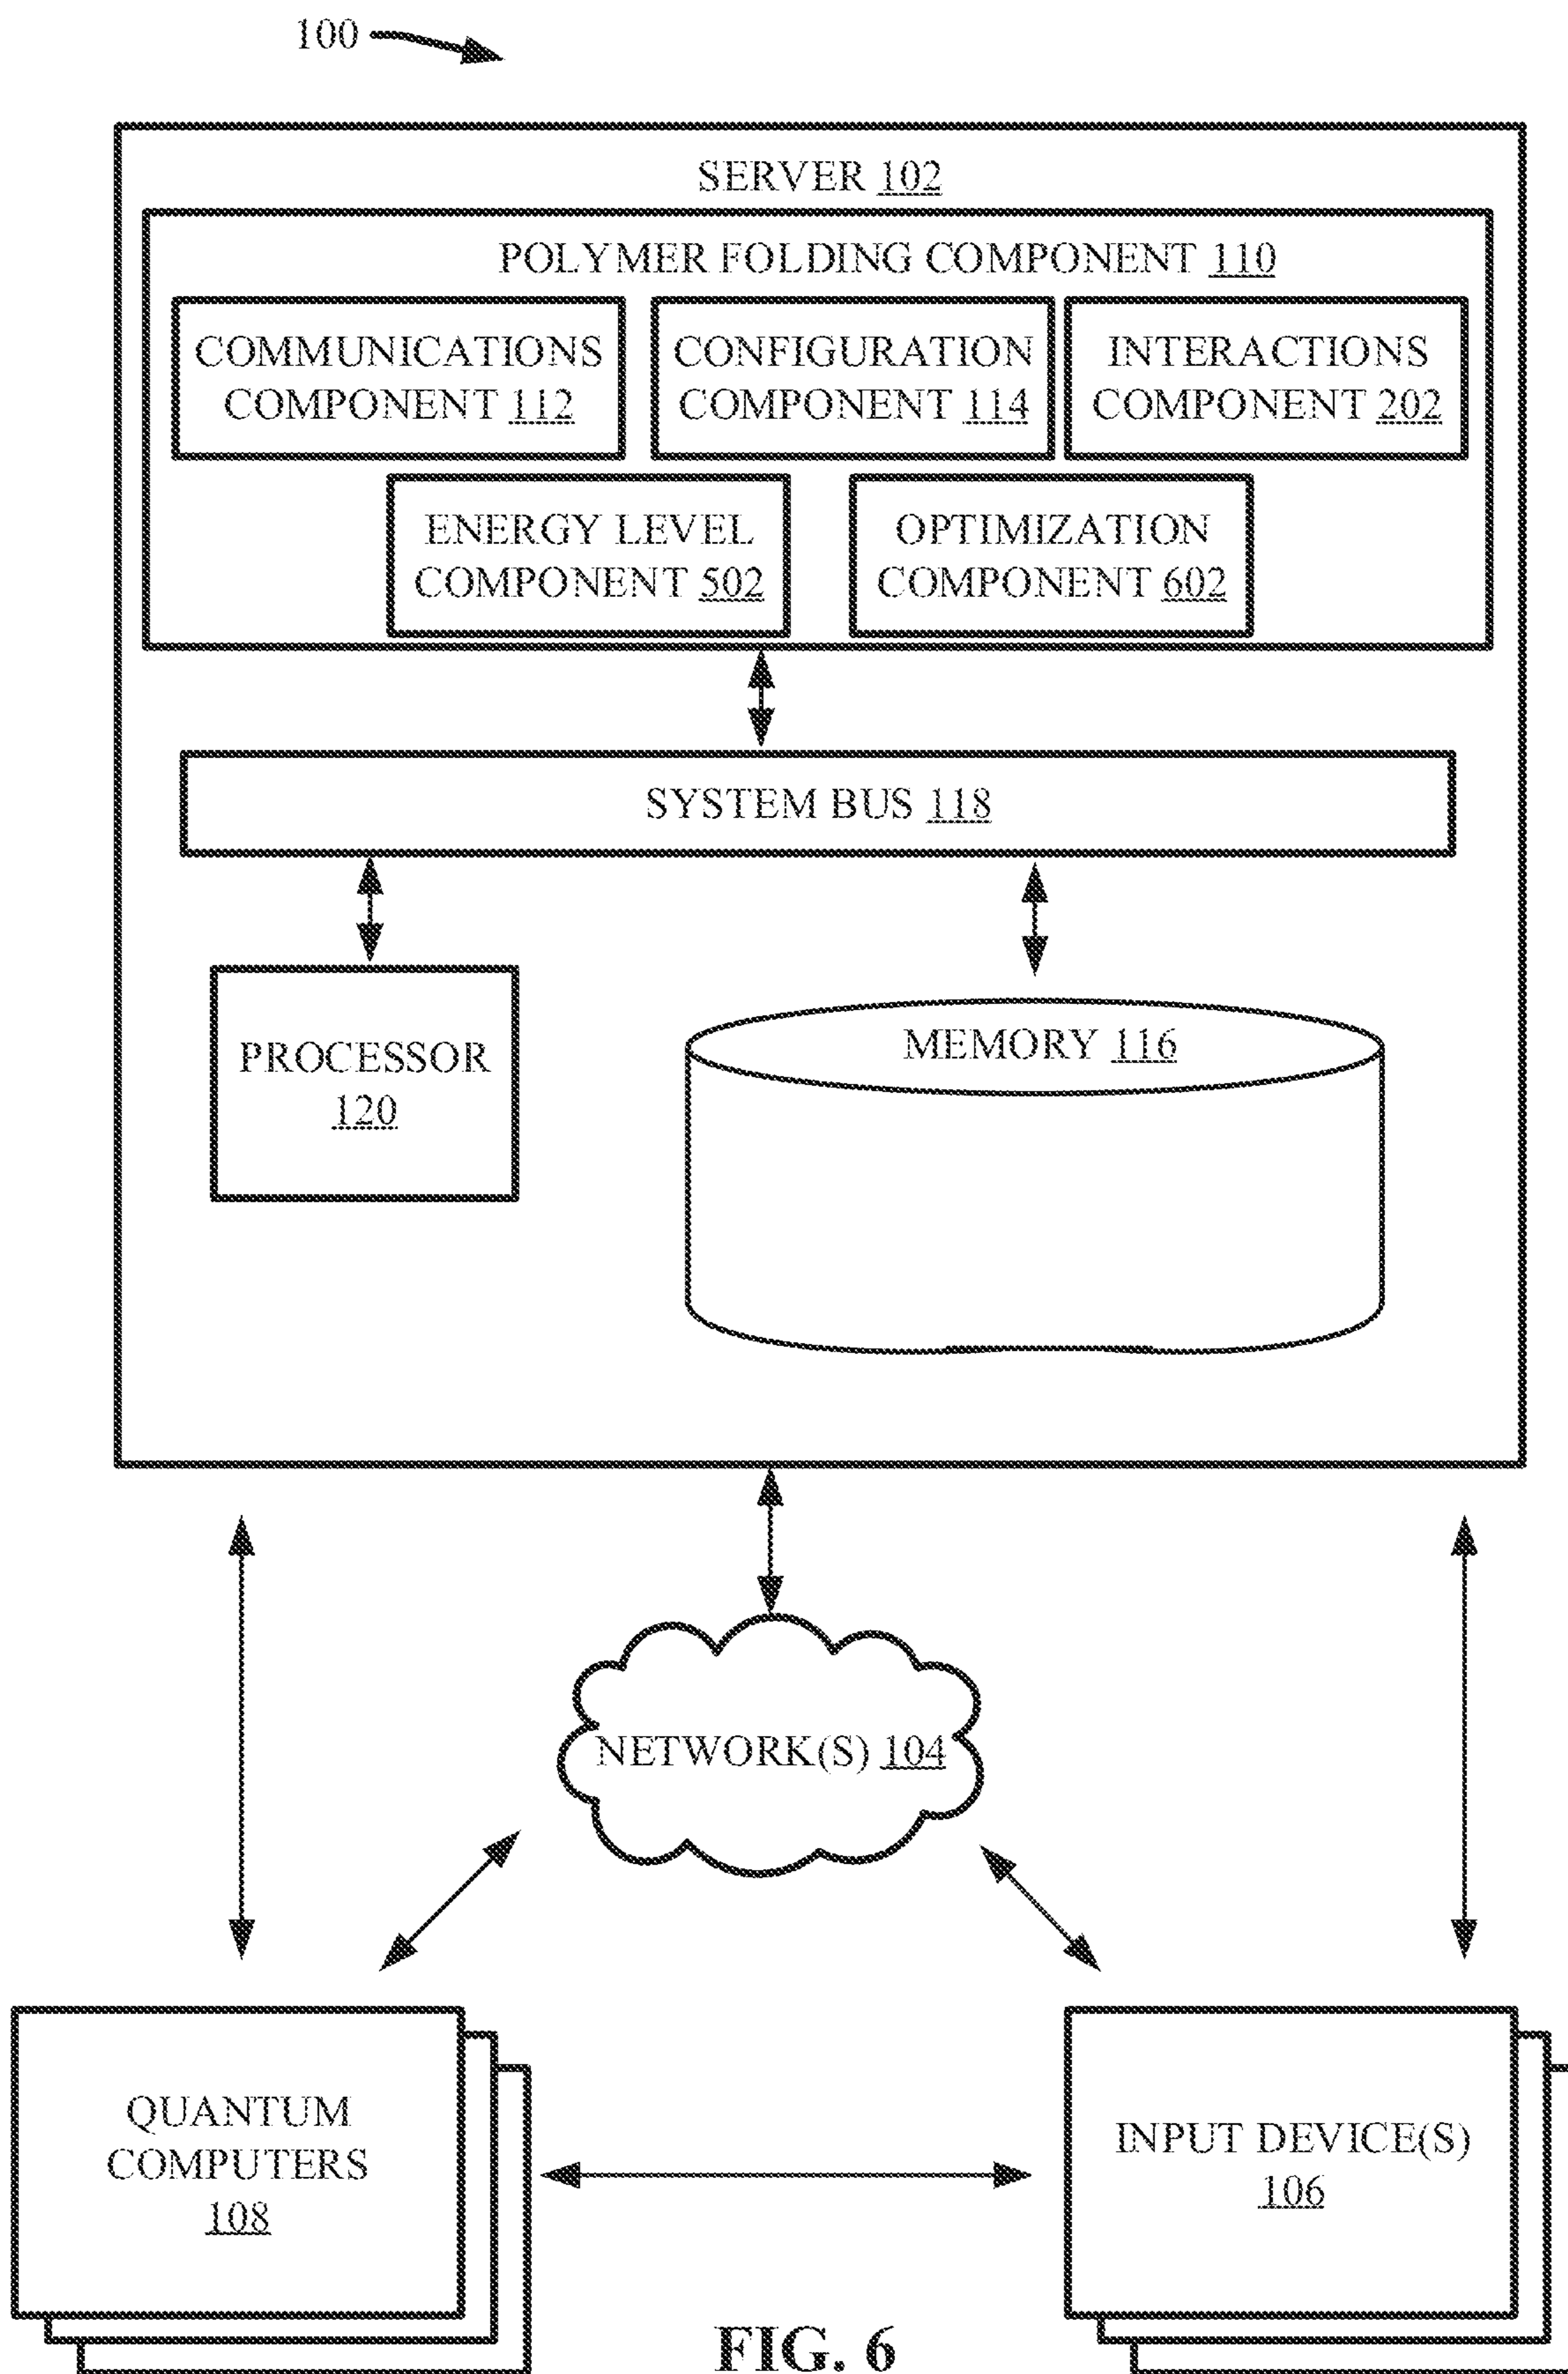 100
SERVER 102
POLYMER FOLDING COMPONENT 110
COMMUNICATIONS
COMPONENT 112
CONFIGURATION
COMPONENT 114
INTERACTIONS
COMPONENT 202
ENERGY LEVEL
COMPONENT 502
OPTIMIZATION
COMPONENT 602
SYSTEM BUS 118
PROCESSOR
120
MEMORY 116
NETWORK(S) 104
QUANTUM
COMPUTERS
108
INPUT DEVICE(S)
106
FIG. 6